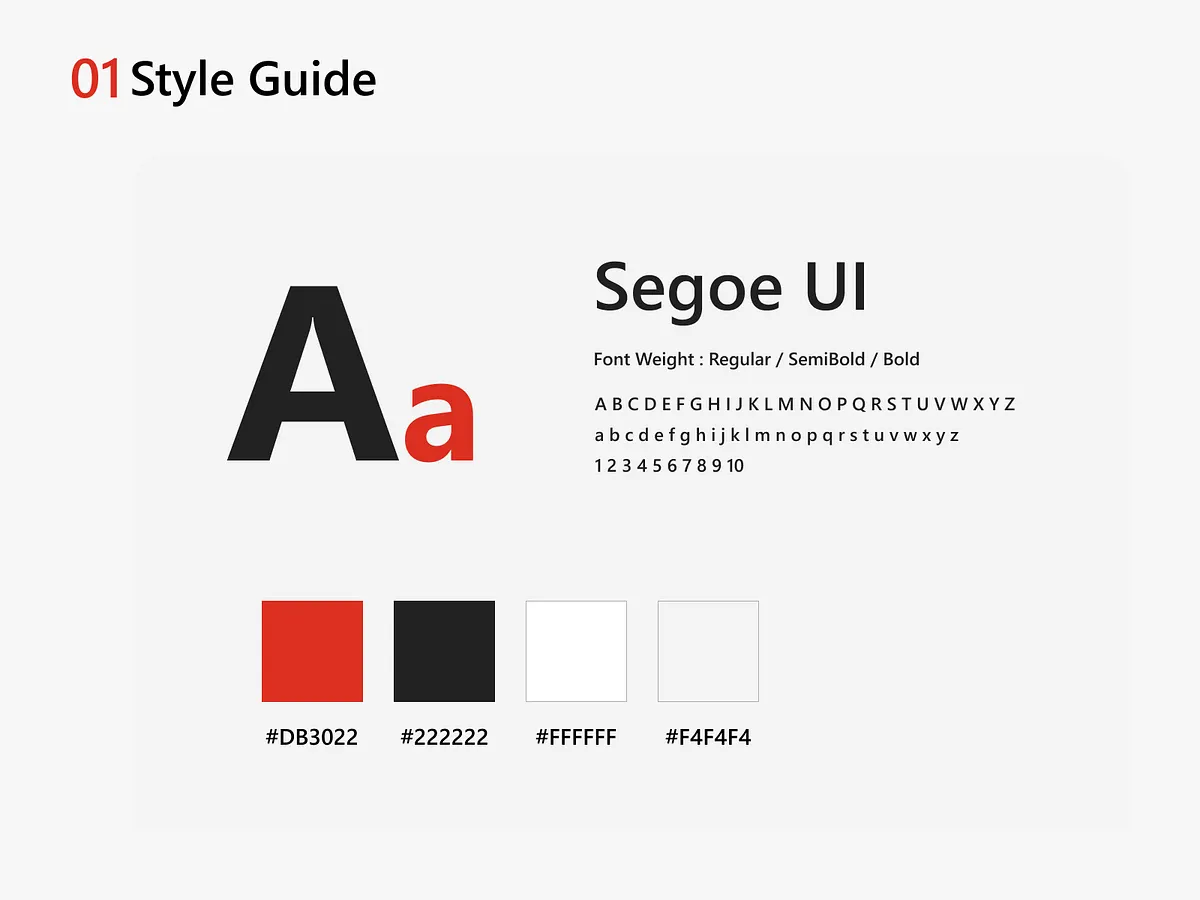 01 Style Guide
Aa
Segoe UI
Font Weight : Regular / SemiBold / Bold
A B C D E F G H I J K L M N O P Q R S T U V W X Y Z
a b c d e f g h i j k l m n o p q r s t u v w x y z
1 2 3 4 5 6 7 8 9 10
#DB3022 #222222 #FFFFFF #F4F4F4